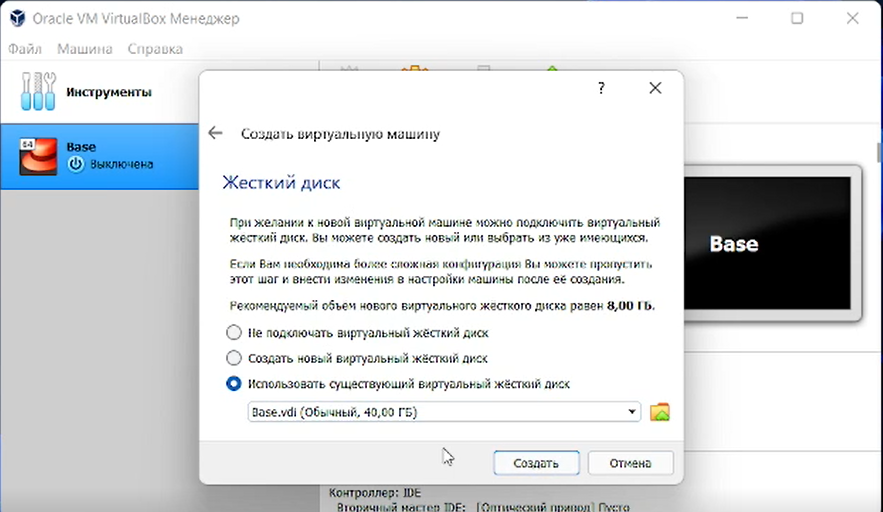 Oracle VM VirtualBox Менеджер
Файл Машина Справка
Инструменты
64
Base
Выключена
?
Создать виртуальную машину
Жесткий диск
При желании к новой виртуальной машине можно подключить виртуальный
жесткий диск. Вы можете создать новый или выбрать из уже имеющихся.
Если Вам необходима более сложная конфигурация Вы можете пропустить
этот шаг и внести изменения в настройки машины после её создания.
Рекомендуемый объем нового виртуального жёсткого диска равен 8,00 ГБ.
Не подключать виртуальный жёсткий диск
Создать новый виртуальный жёсткий диск
Использовать существующий виртуальный жёсткий диск
Base.vdi (Обычный, 40,00 ГБ)
Создать Отмена
Base
Контроллер: IDE
Вторичный мастер IDE: [Оптический привод] Пусто